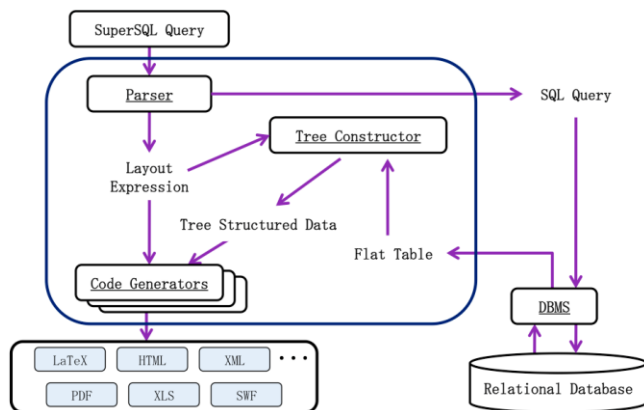 SuperSQL Query
Parser
SQL Query
Tree Constructor
Layout
Expression
Tree Structured Data
Flat Table
Code Generators
DBMS
LaTeX HTML XML ・・・
PDF XLS SWF
Relational Database